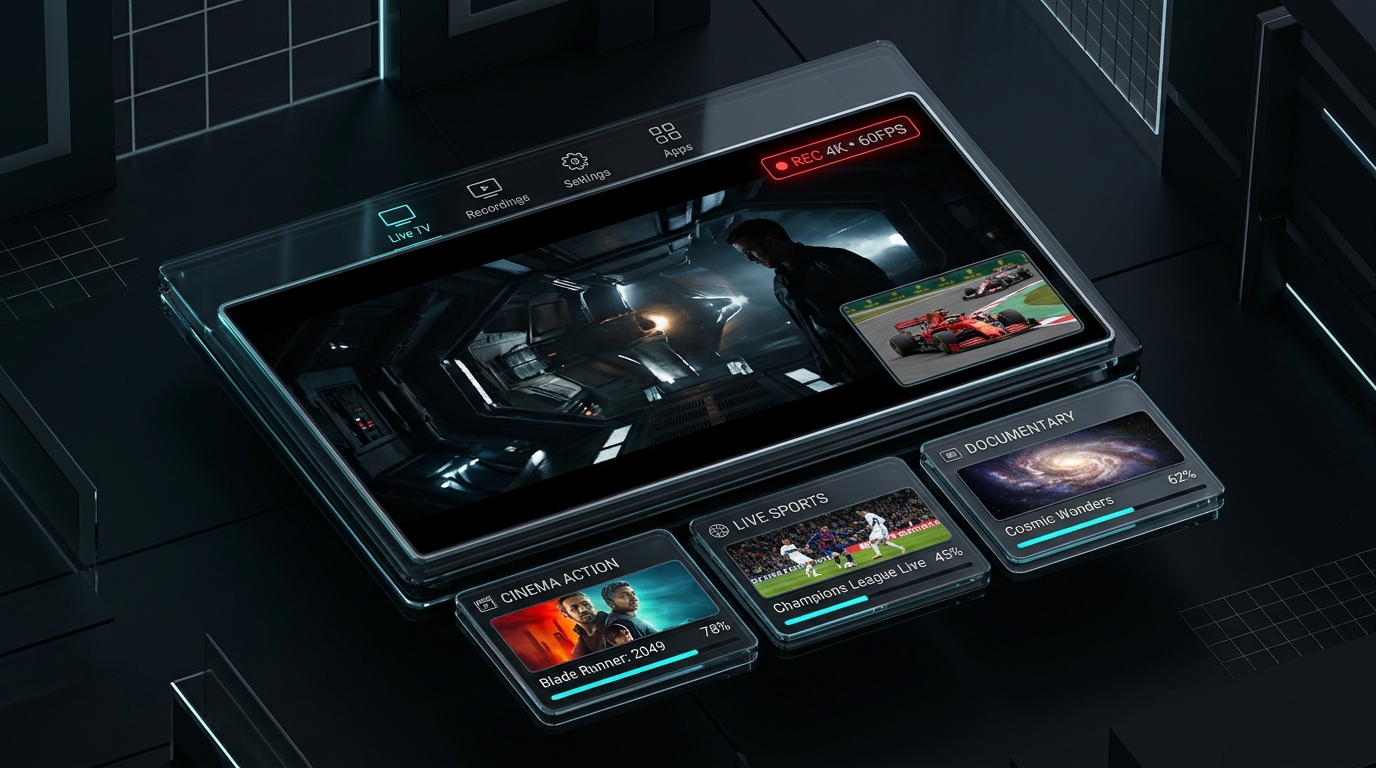 Live TV
Recordings
Settings
Apps
REC 4K • 60FPS
CINEMA ACTION
Blade Runner: 2049
78%
LIVE SPORTS
Champions League Live
45%
DOCUMENTARY
Cosmic Wonders
62%